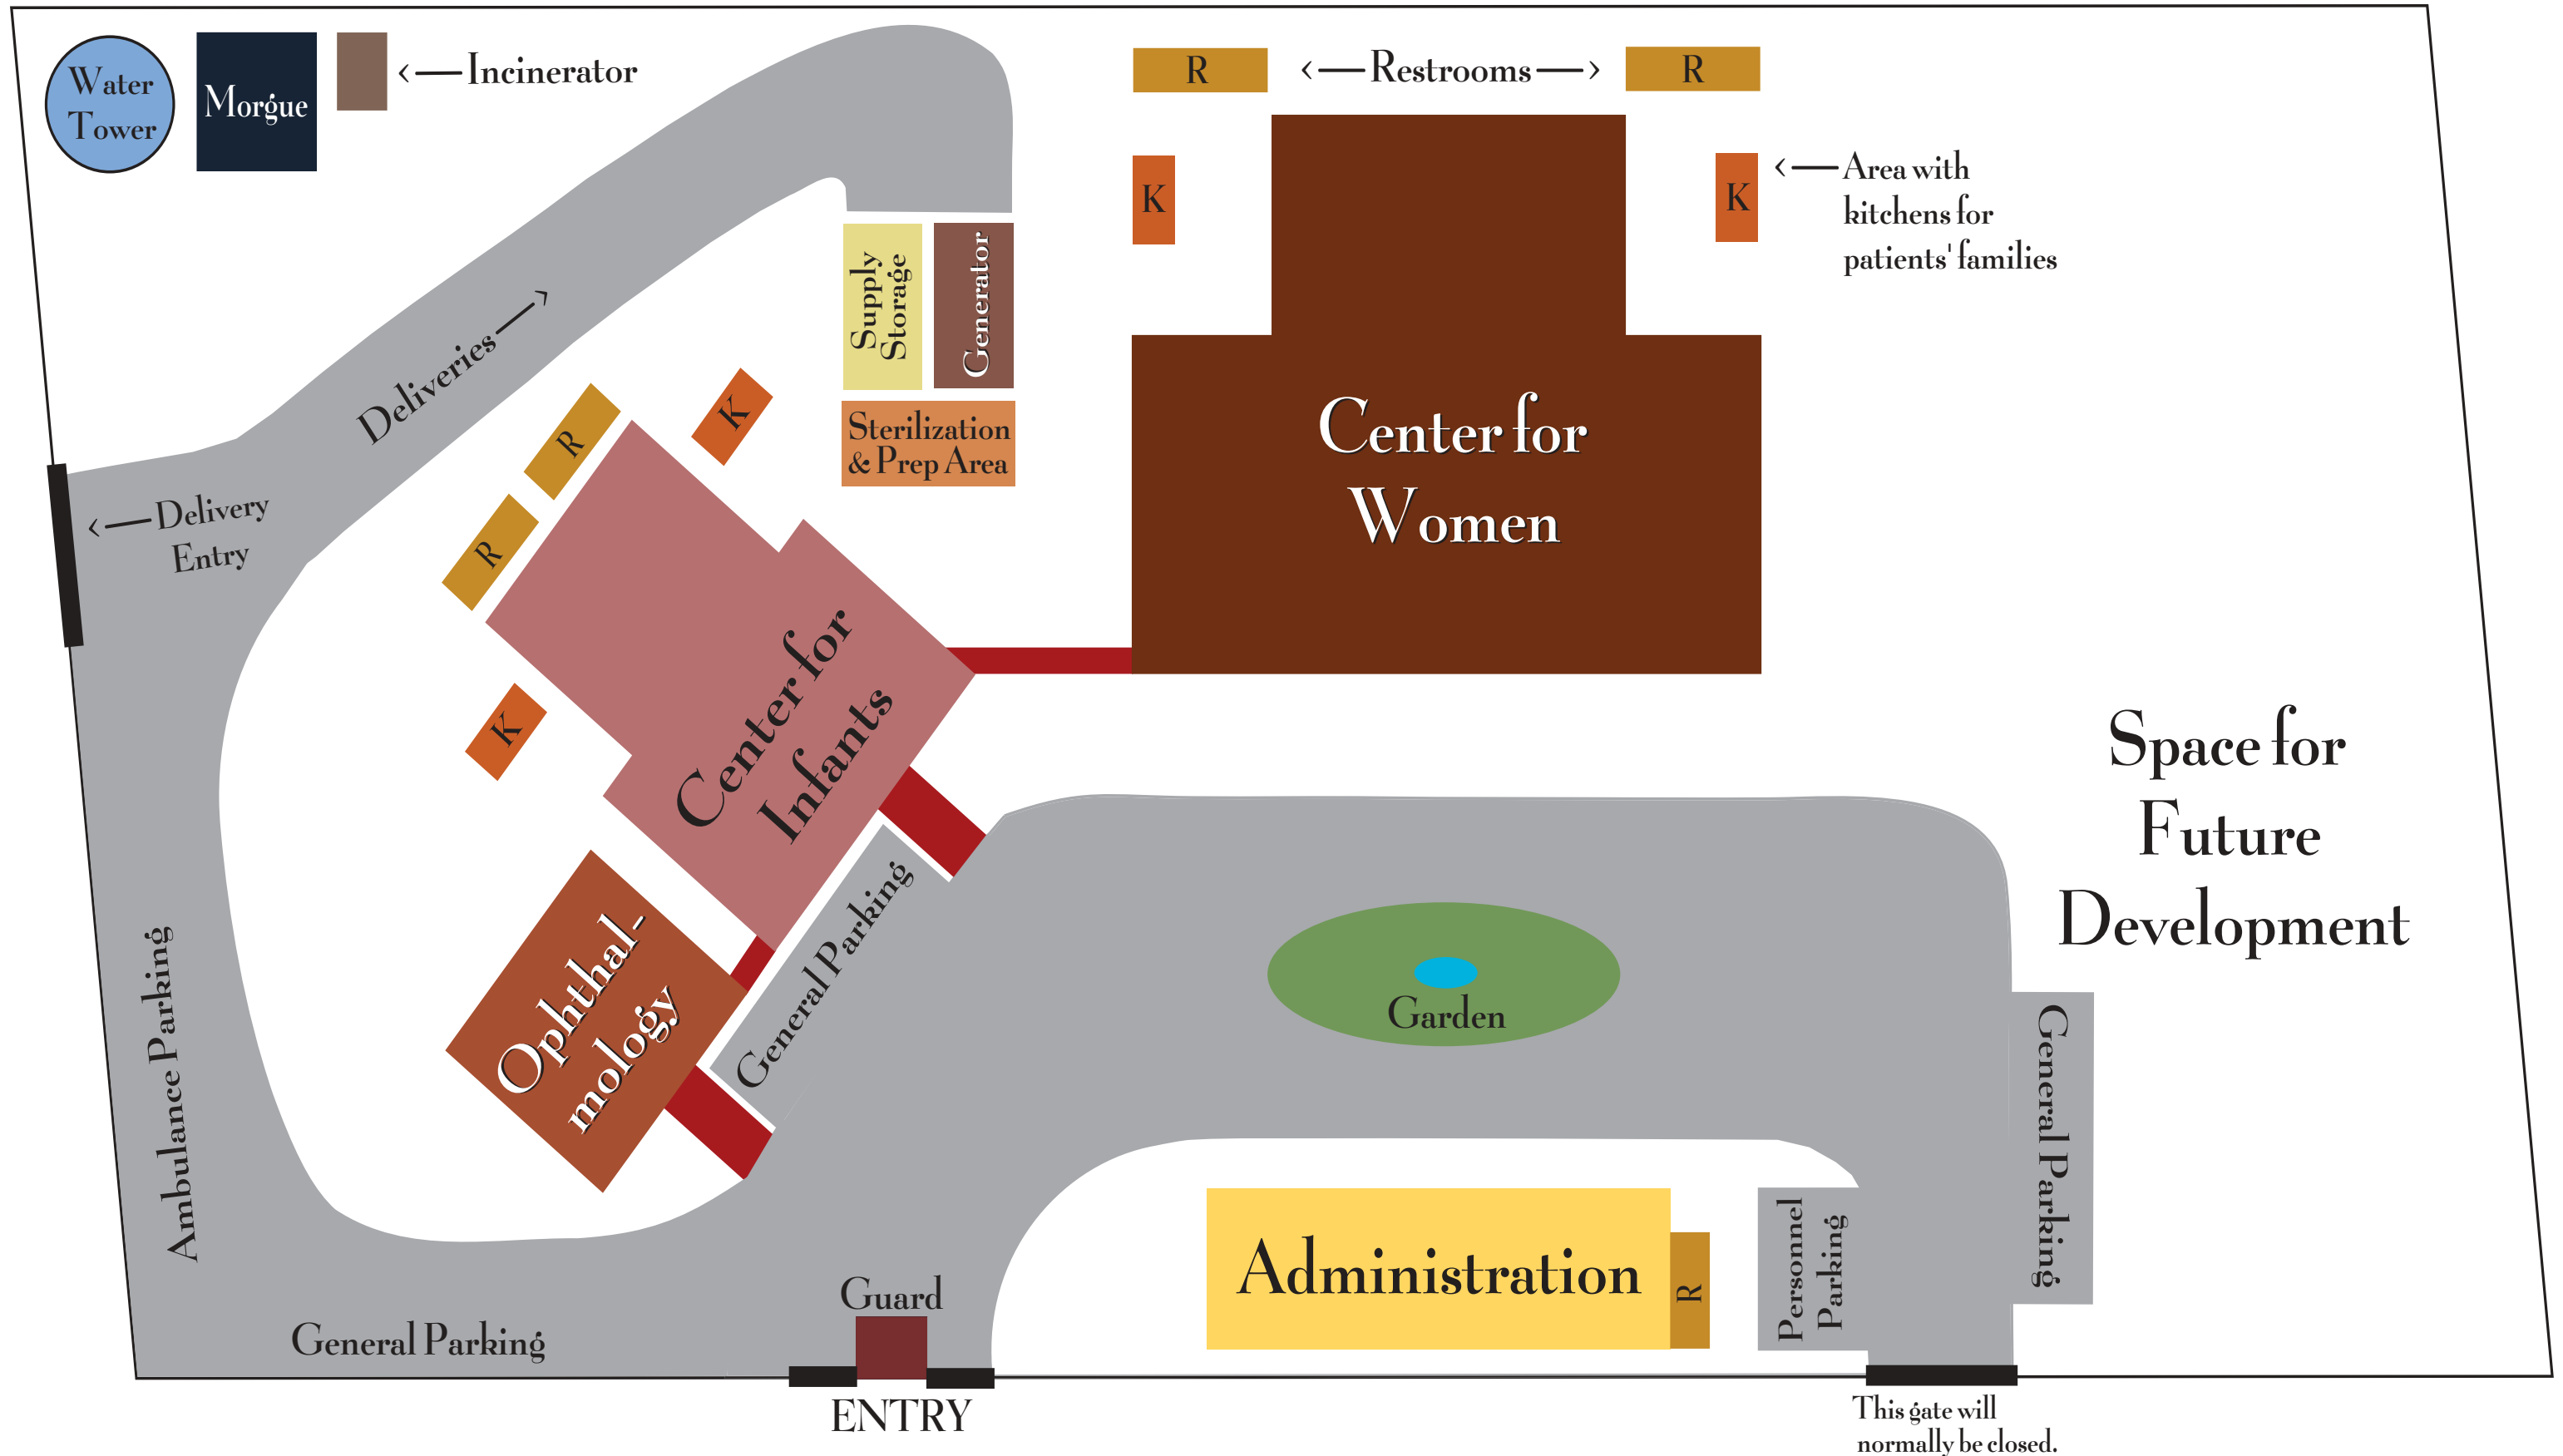 Water
Tower
Morgue
Incinerator
R
Restrooms
R
K
K
Area with
kitchens for
patients' families
Supply
Storage
Generator
Deliveries
Sterilization
& Prep Area
R
K
R
Delivery
Entry
Center for
Women
K
Center for
Infants
Space for
Future
Development
Ophthal-
mology
General Parking
Garden
Ambulance Parking
General Parking
Administration
R
Personnel
Parking
Guard
General Parking
ENTRY
This gate will
normally be closed.